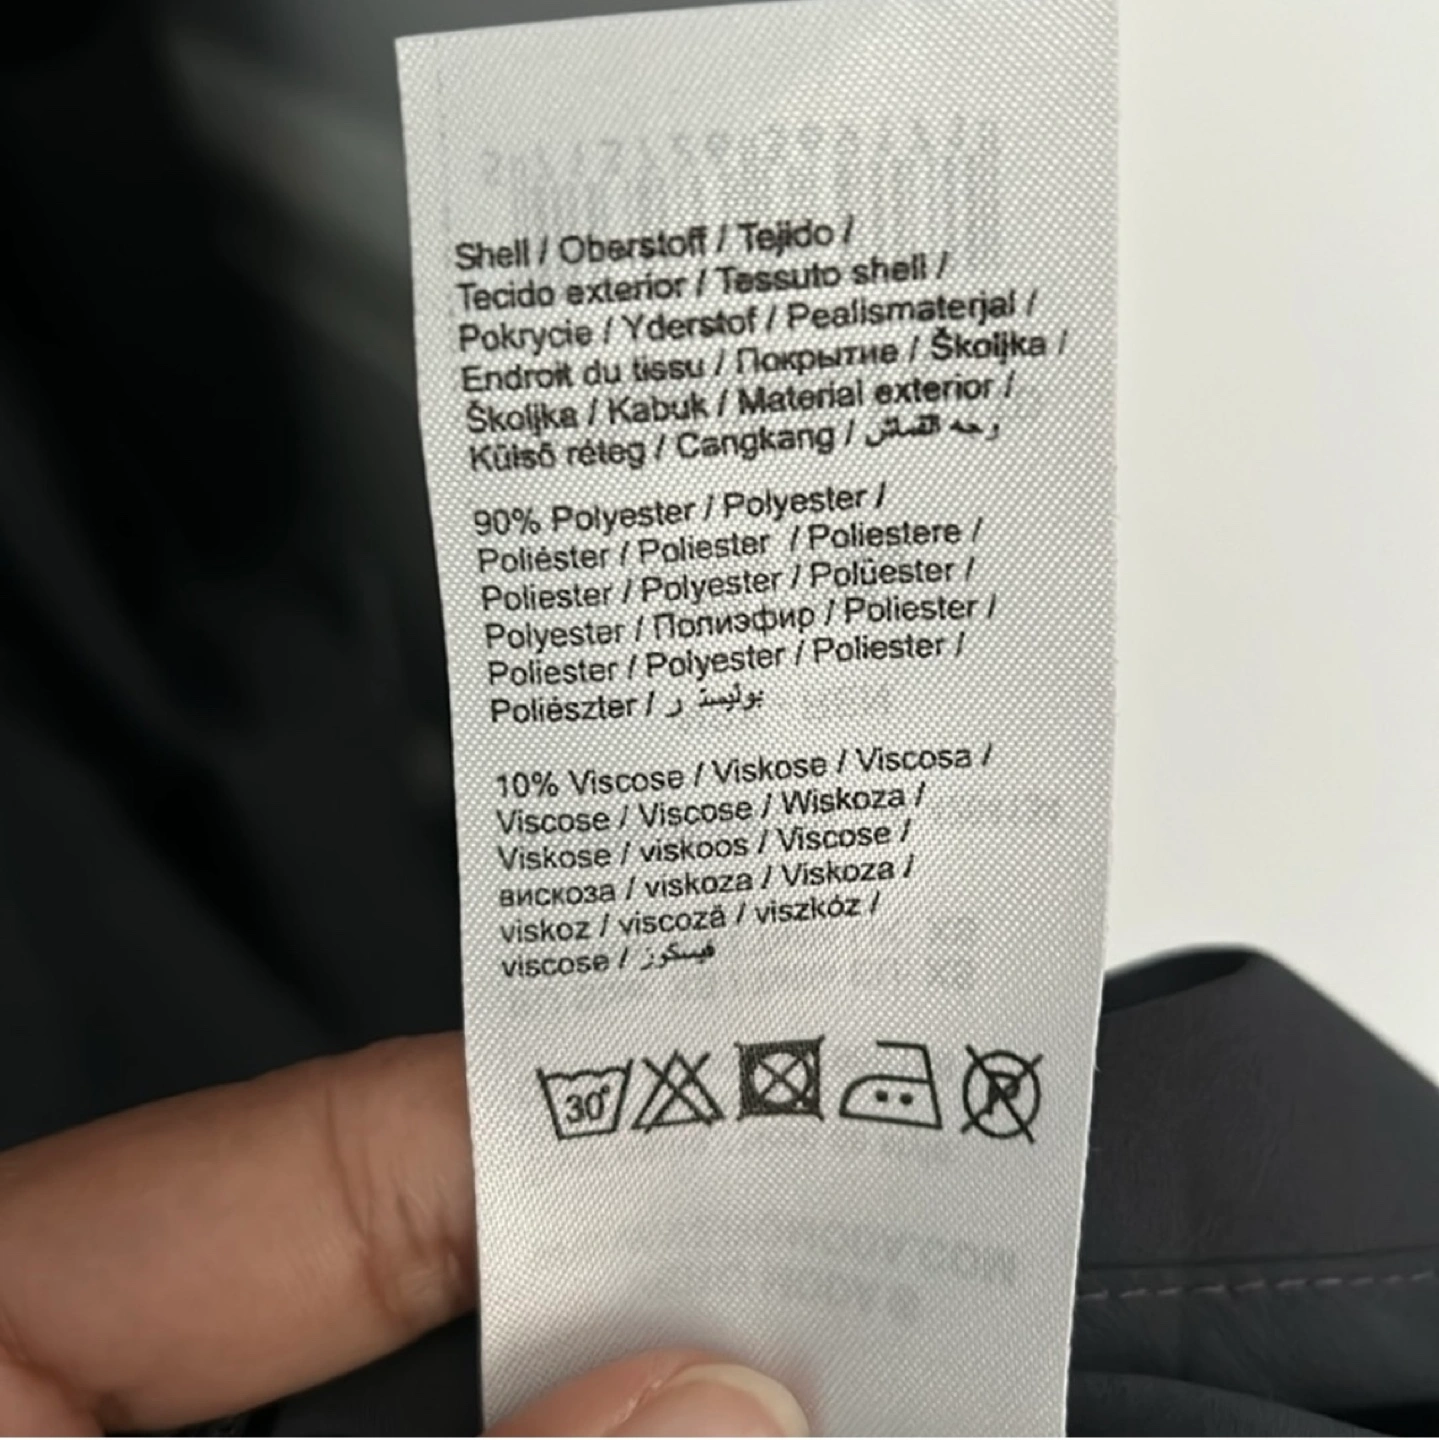 Shell / Oberstoff / Tejido /
Tecido exterior / Tessuto shell /
Pokrycie / Yderstof / Pealismaterjal /
Endroit du tissu / Покрытие / Školjka /
Školjka / Kabuk / Material exterior /
Külső réteg / Cangkang / وجه القماش
90% Polyester / Polyester /
Poliéster / Poliester / Poliestere /
Poliester / Polyester / Polüester /
Polyester / Полиэфир / Poliester /
Poliester / Polyester / Poliester /
Poliészter / بوليستر
10% Viscose / Viskose / Viscosa /
Viscose / Viscose / Wiskoza /
Viskose / viskoos / Viscose /
вискоза / viskoza / Viskoza /
viskoz / viscoză / viszkóz /
viscose / فيسكوز
30°
P